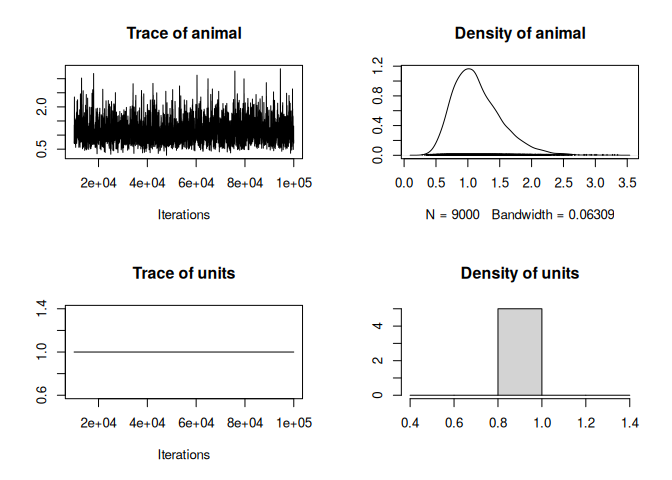 Trace of animal
0.5 2.0
2e+04 4e+04 6e+04 8e+04 1e+05
Iterations
Density of animal
0.0 0.4 0.8 1.2
0.0 0.5 1.0 1.5 2.0 2.5 3.0 3.5
N = 9000 Bandwidth = 0.06309
Trace of units
0.6 1.0 1.4
2e+04 4e+04 6e+04 8e+04 1e+05
Iterations
Density of units
0 2 4
0.4 0.6 0.8 1.0 1.2 1.4